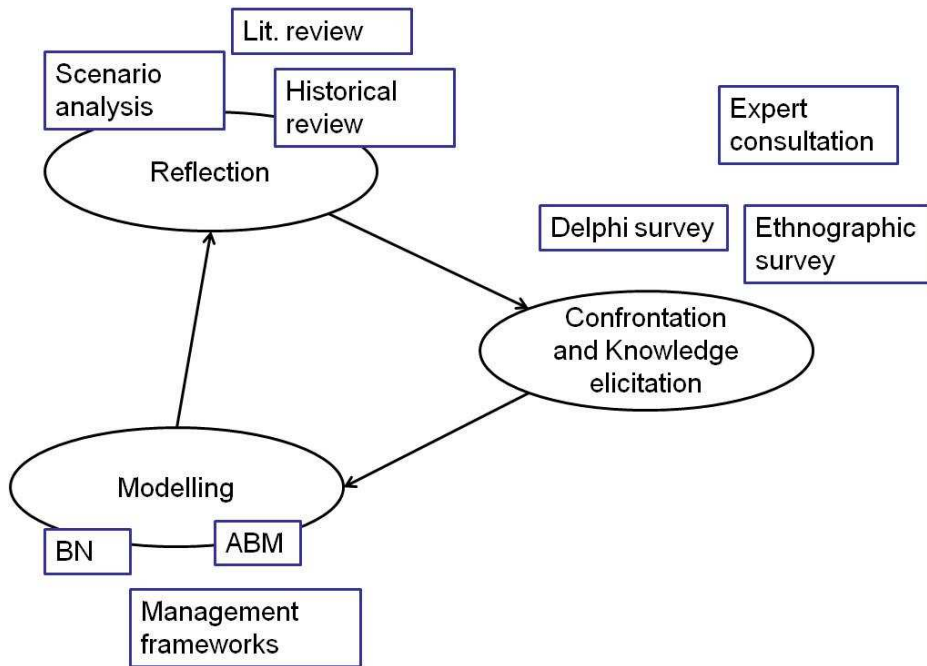 Lit. review
Scenario
analysis
Historical
review
Reflection
Expert
consultation
Delphi survey
Ethnographic
survey
Confrontation
and Knowledge
elicitation
Modelling
BN
ABM
Management
frameworks